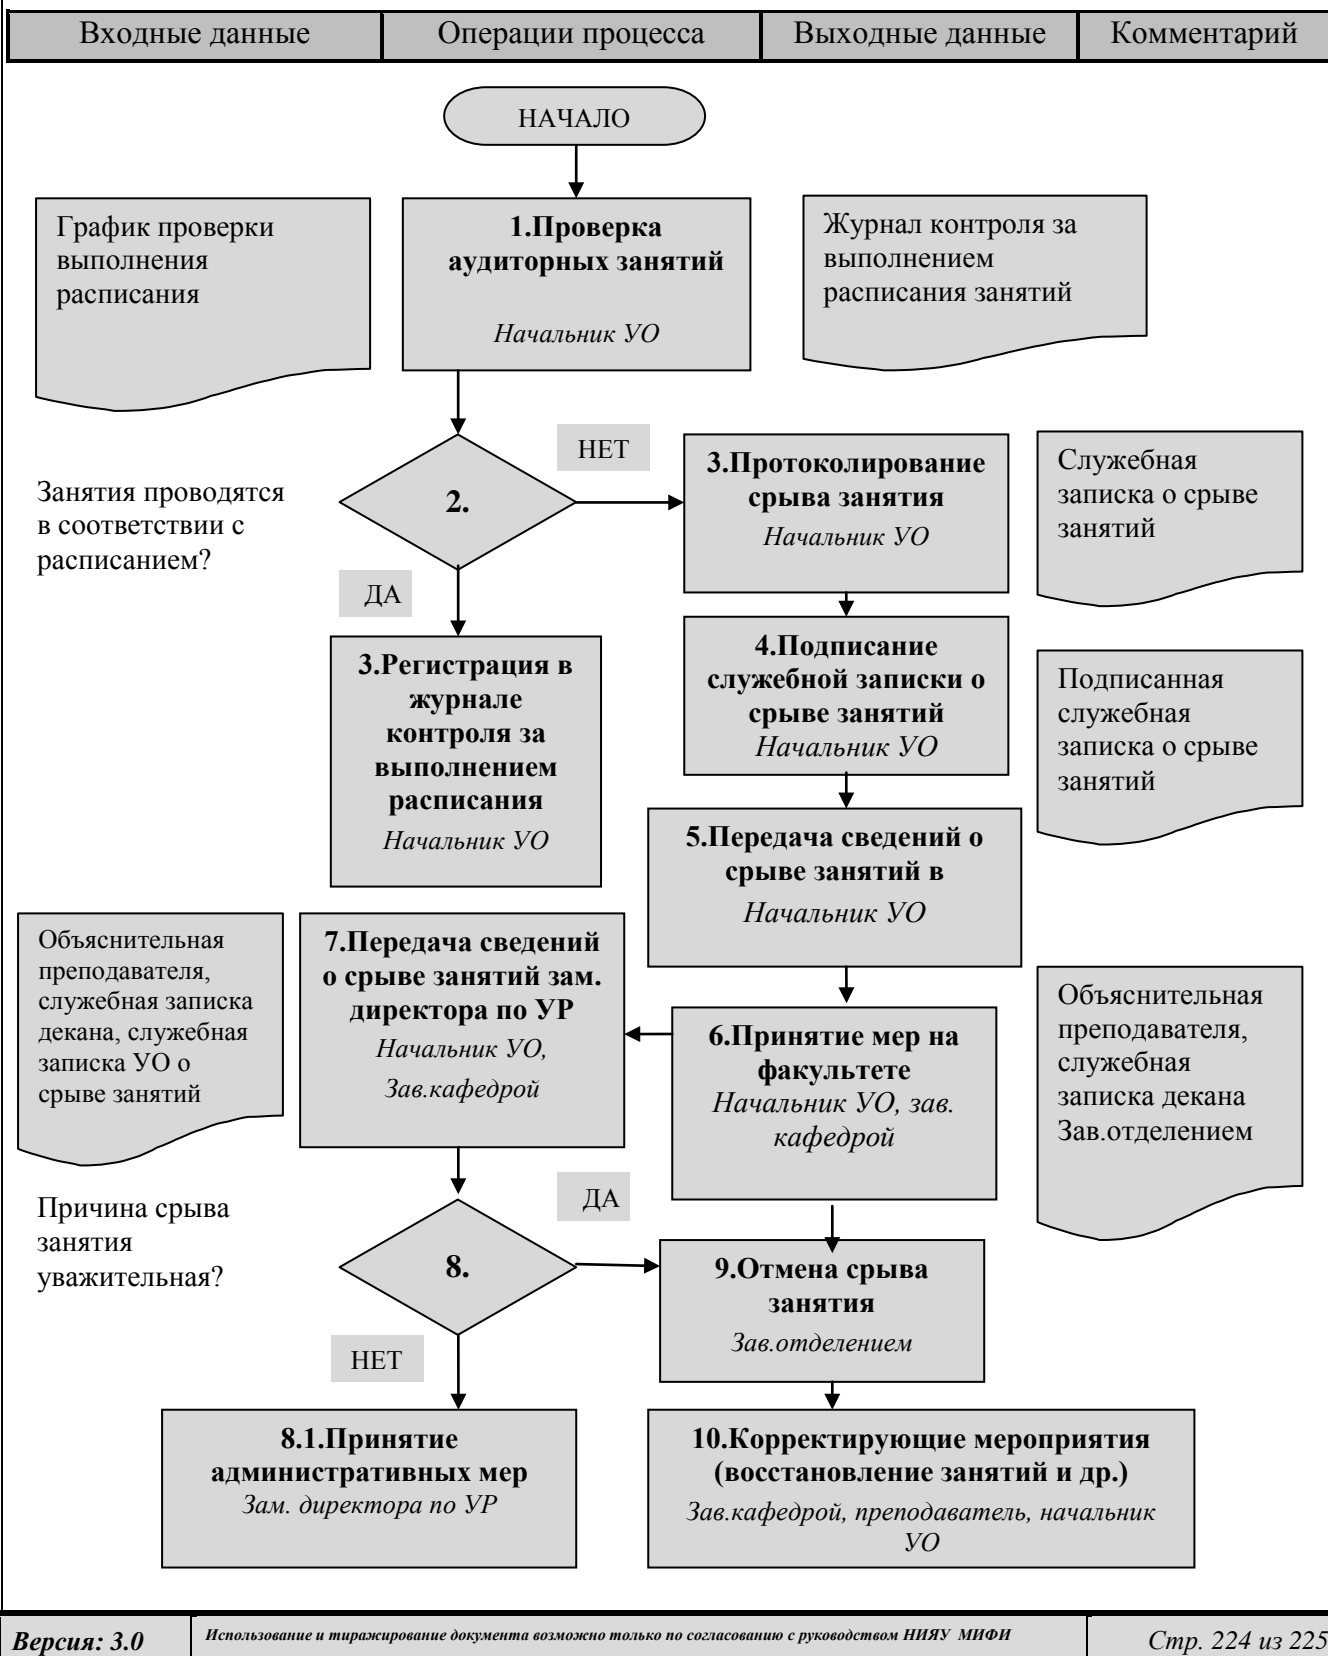 Входные данные
Операции процесса
Выходные данные
Комментарий
НАЧАЛО
График проверки
выполнения
расписания
1.Проверка
аудиторных занятий
Начальник УО
Журнал контроля за
выполнением
расписания занятий
Занятия проводятся
в соответствии с
расписанием?
2.
НЕТ
3.Протоколирование
срыва занятия
Начальник УО
Служебная
записка о срыве
занятий
ДА
3.Регистрация в
журнале
контроля за
выполнением
расписания
Начальник УО
4.Подписание
служебной записки о
срыве занятий
Начальник УО
Подписанная
служебная
записка о срыве
занятий
5.Передача сведений о
срыве занятий в
Начальник УО
Объяснительная
преподавателя,
служебная записка
декана, служебная
записка УО о
срыве занятий
7.Передача сведений
о срыве занятий зам.
директора по УР
Начальник УО,
Зав.кафедрой
6.Принятие мер на
факультете
Начальник УО, зав.
кафедрой
Объяснительная
преподавателя,
служебная
записка декана
Зав.отделением
Причина срыва
занятия
уважительная?
8.
ДА
9.Отмена срыва
занятия
Зав.отделением
НЕТ
8.1.Принятие
административных мер
Зам. директора по УР
10.Корректирующие мероприятия
(восстановление занятий и др.)
Зав.кафедрой, преподаватель, начальник
УО
Версия: 3.0
Использование и тиражирование документа возможно только по согласованию с руководством НИЯУ МИФИ
Стр. 224 из 225